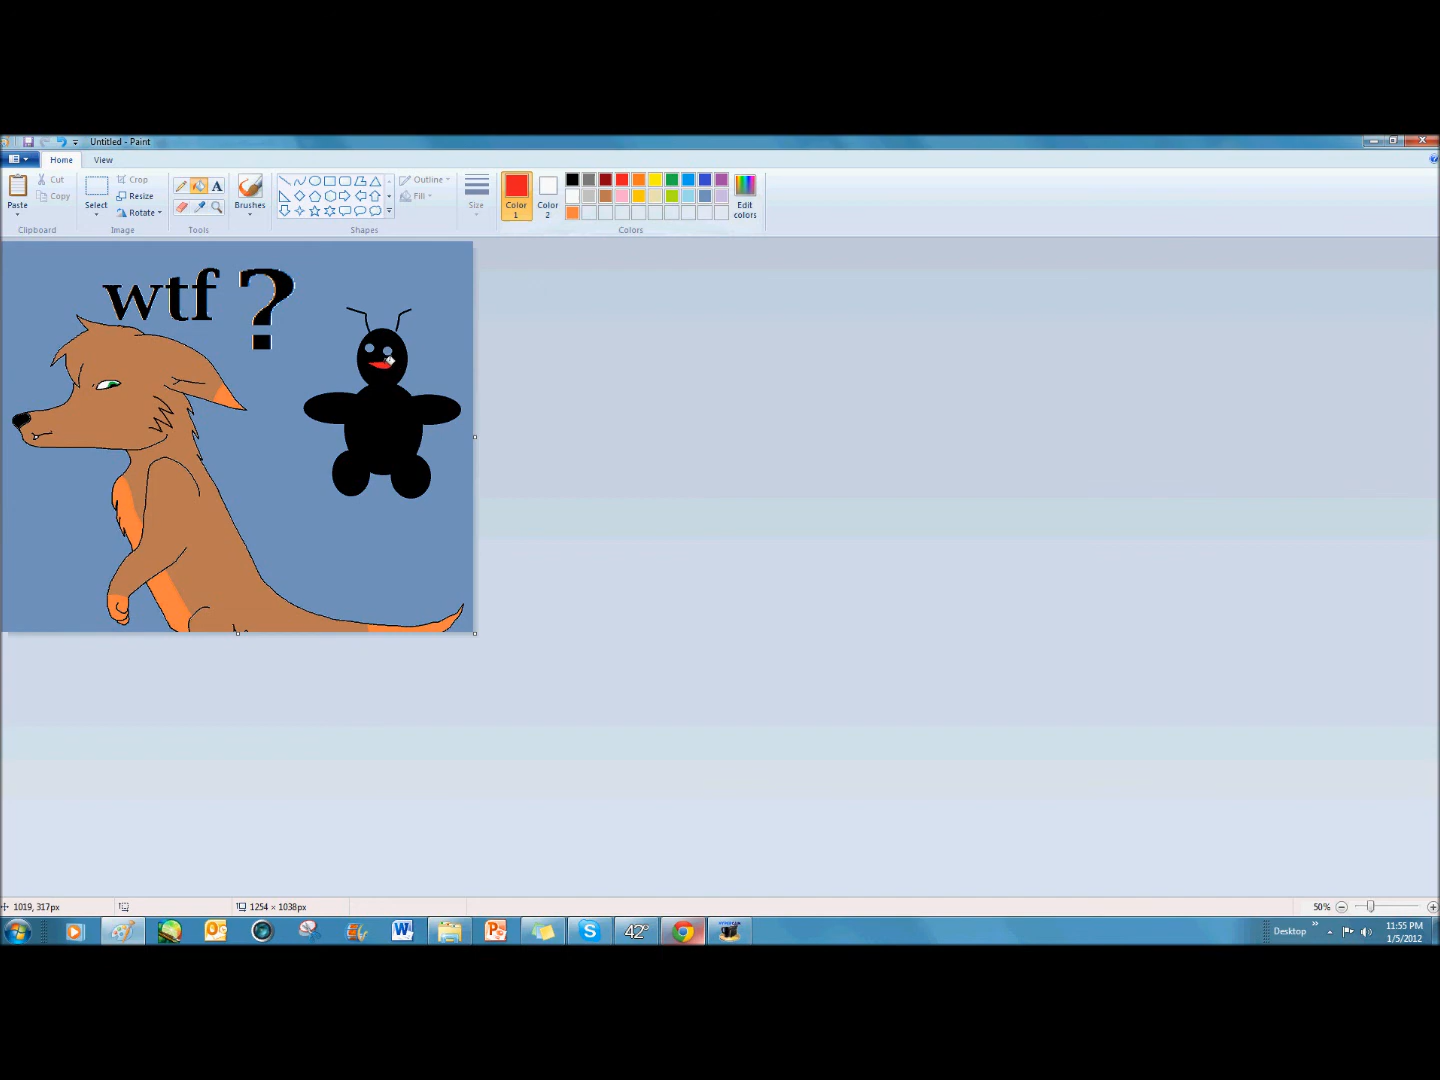 Untitled - Paint
Home View
Paste
Cut
Copy
Clipboard
Select
Crop
Resize
Rotate
Image
A
Tools
Brushes
Outline
Fill
Shapes
Size
Color 1
Color 2
Edit colors
Colors
wtf ?
1019, 317px
1254 × 1038px
50%
W
P
S
42°
Desktop
11:55 PM
1/5/2012